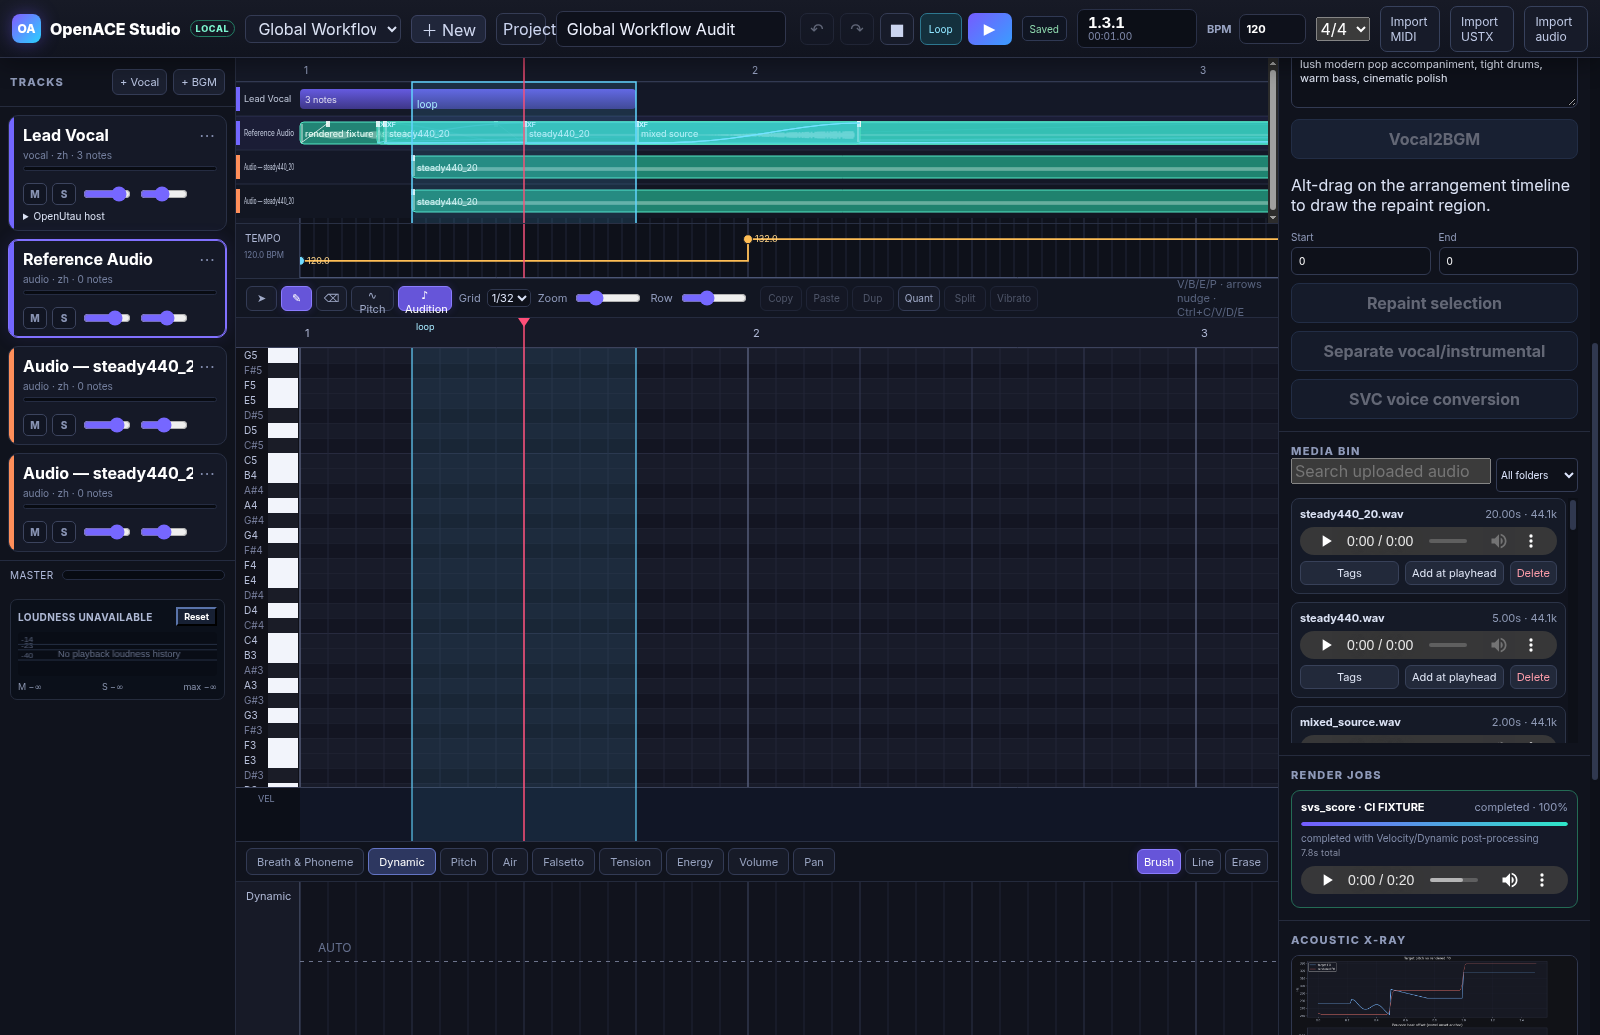 OA OpenACE Studio LOCAL Global Workflow + New Project Global Workflow Audit Loop Saved 1.3.1 00:01.00 BPM 120 4/4 Import MIDI Import USTX Import audio
TRACKS + Vocal + BGM
Lead Vocal
vocal · zh · 3 notes
M S
OpenUtau host
Reference Audio
audio · zh · 0 notes
M S
Audio — steady440_2
audio · zh · 0 notes
M S
Audio — steady440_2
audio · zh · 0 notes
M S
MASTER
LOUDNESS UNAVAILABLE Reset
-14
-23
-40
No playback loudness history
M −∞ S −∞ max −∞
1 2 3
Lead Vocal 3 notes loop
Reference Audio rendered fixture steady440_20 steady440_20 mixed source
XF XF XF
Audio — steady440_20 steady440_20
Audio — steady440_20 steady440_20
TEMPO
120.0 BPM
120.0
132.0
Pitch Audition Grid 1/32 Zoom Row Copy Paste Dup Quant Split Vibrato
V/B/E/P · arrows
nudge ·
Ctrl+C/V/D/E
loop
1 2 3
G5
F#5
F5
E5
D#5
D5
C#5
C5
B4
A#4
A4
G#4
G4
F#4
F4
E4
D#4
D4
C#4
C4
B3
A#3
A3
G#3
G3
F#3
F3
E3
D#3
VEL
Breath & Phoneme Dynamic Pitch Air Falsetto Tension Energy Volume Pan Brush Line Erase
Dynamic
AUTO
lush modern pop accompaniment, tight drums,
warm bass, cinematic polish
Vocal2BGM
Alt-drag on the arrangement timeline
to draw the repaint region.
Start End
0 0
Repaint selection
Separate vocal/instrumental
SVC voice conversion
MEDIA BIN
Search uploaded audio All folders
steady440_20.wav 20.00s · 44.1k
0:00 / 0:00
Tags Add at playhead Delete
steady440.wav 5.00s · 44.1k
0:00 / 0:00
Tags Add at playhead Delete
mixed_source.wav 2.00s · 44.1k
RENDER JOBS
svs_score · CI FIXTURE completed · 100%
completed with Velocity/Dynamic post-processing
7.8s total
0:00 / 0:20
ACOUSTIC X-RAY